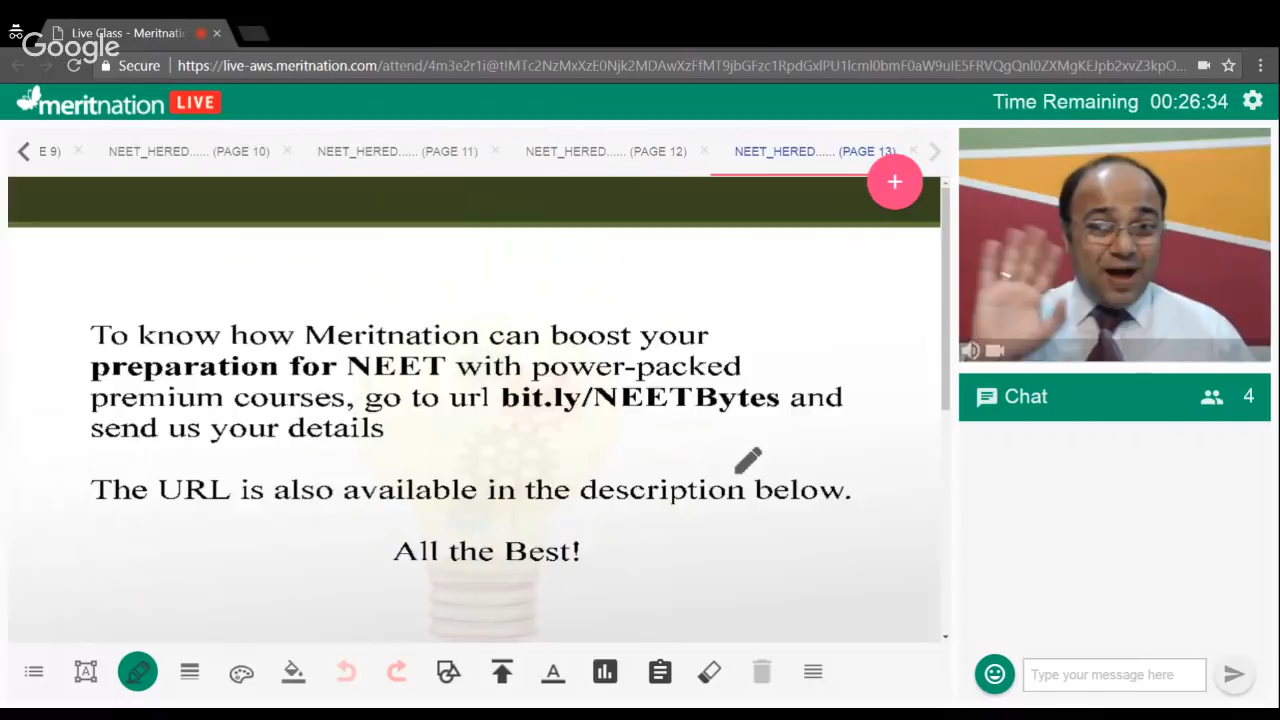 Live Class - Meritnati
Google
Secure
https://live-aws.meritnation.com/attend/
meritnation LIVE
Time Remaining 00:26:34
E 9)
NEET_HERED...... (PAGE 10)
NEET_HERED...... (PAGE 11)
NEET_HERED...... (PAGE 12)
NEET_HERED...... (PAGE 13)
To know how Meritnation can boost your
preparation for NEET with power-packed
premium courses, go to url bit.ly/NEETBytes and
send us your details
The URL is also available in the description below.
All the Best!
Chat
4
Type your message here